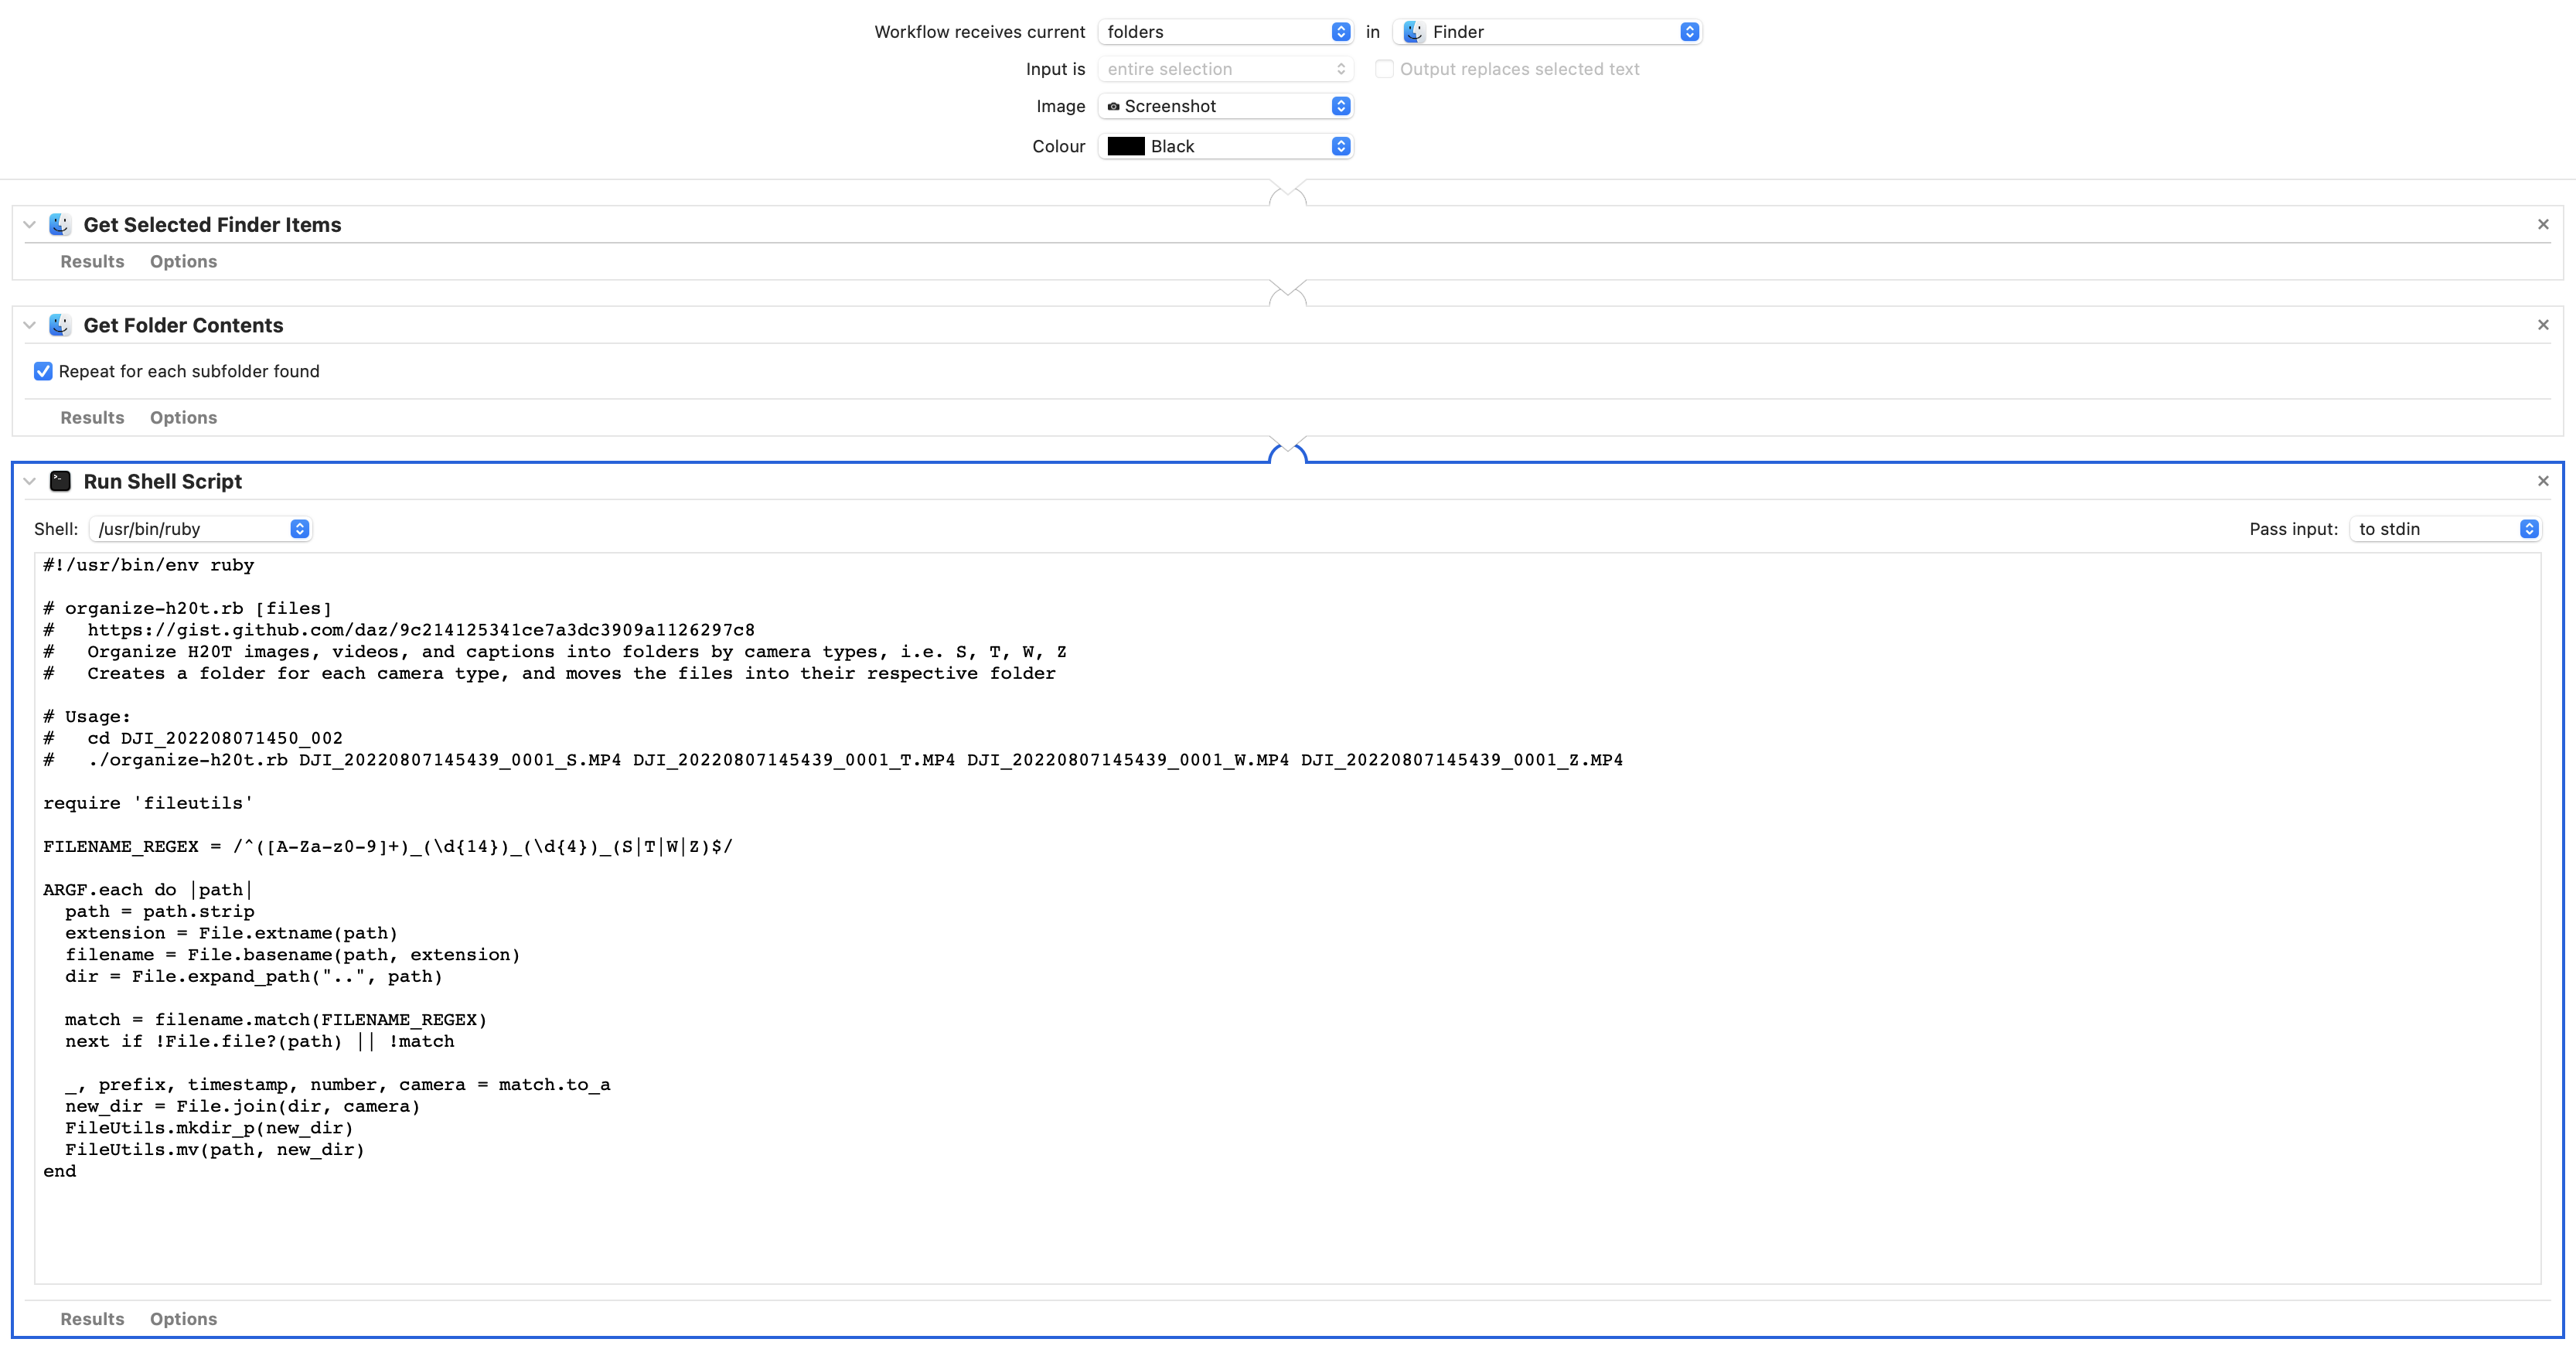 Workflow receives current folders in Finder
Input is entire selection Output replaces selected text
Image Screenshot
Colour Black
Get Selected Finder Items
Results Options
Get Folder Contents
Repeat for each subfolder found
Results Options
Run Shell Script
Shell: /usr/bin/ruby Pass input: to stdin
#!/usr/bin/env ruby
# organize-h20t.rb [files]
#   https://gist.github.com/daz/9c214125341ce7a3dc3909a1126297c8
#   Organize H20T images, videos, and captions into folders by camera types, i.e. S, T, W, Z
#   Creates a folder for each camera type, and moves the files into their respective folder
# Usage:
#   cd DJI_202208071450_002
#   ./organize-h20t.rb DJI_20220807145439_0001_S.MP4 DJI_20220807145439_0001_T.MP4 DJI_20220807145439_0001_W.MP4 DJI_20220807145439_0001_Z.MP4
require 'fileutils'
FILENAME_REGEX = /^([A-Za-z0-9]+)_(\d{14})_(\d{4})_(S|T|W|Z)$/
ARGF.each do |path|
  path = path.strip
  extension = File.extname(path)
  filename = File.basename(path, extension)
  dir = File.expand_path("..", path)
  match = filename.match(FILENAME_REGEX)
  next if !File.file?(path) || !match
  _, prefix, timestamp, number, camera = match.to_a
  new_dir = File.join(dir, camera)
  FileUtils.mkdir_p(new_dir)
  FileUtils.mv(path, new_dir)
end
Results Options